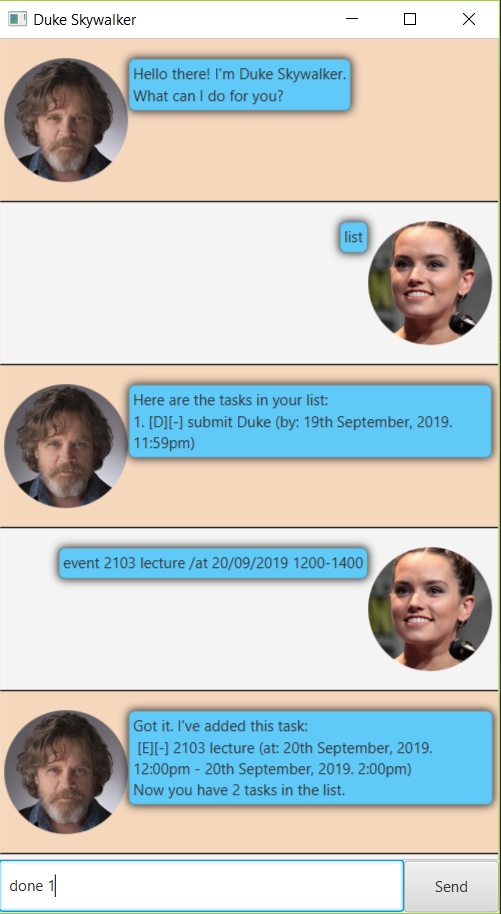 Duke Skywalker
Hello there! I'm Duke Skywalker.
What can I do for you?
list
Here are the tasks in your list:
1. [D][-] submit Duke (by: 19th September, 2019.
11:59pm)
event 2103 lecture /at 20/09/2019 1200-1400
Got it. I've added this task:
[E][-] 2103 lecture (at: 20th September, 2019.
12:00pm - 20th September, 2019. 2:00pm)
Now you have 2 tasks in the list.
done 1
Send